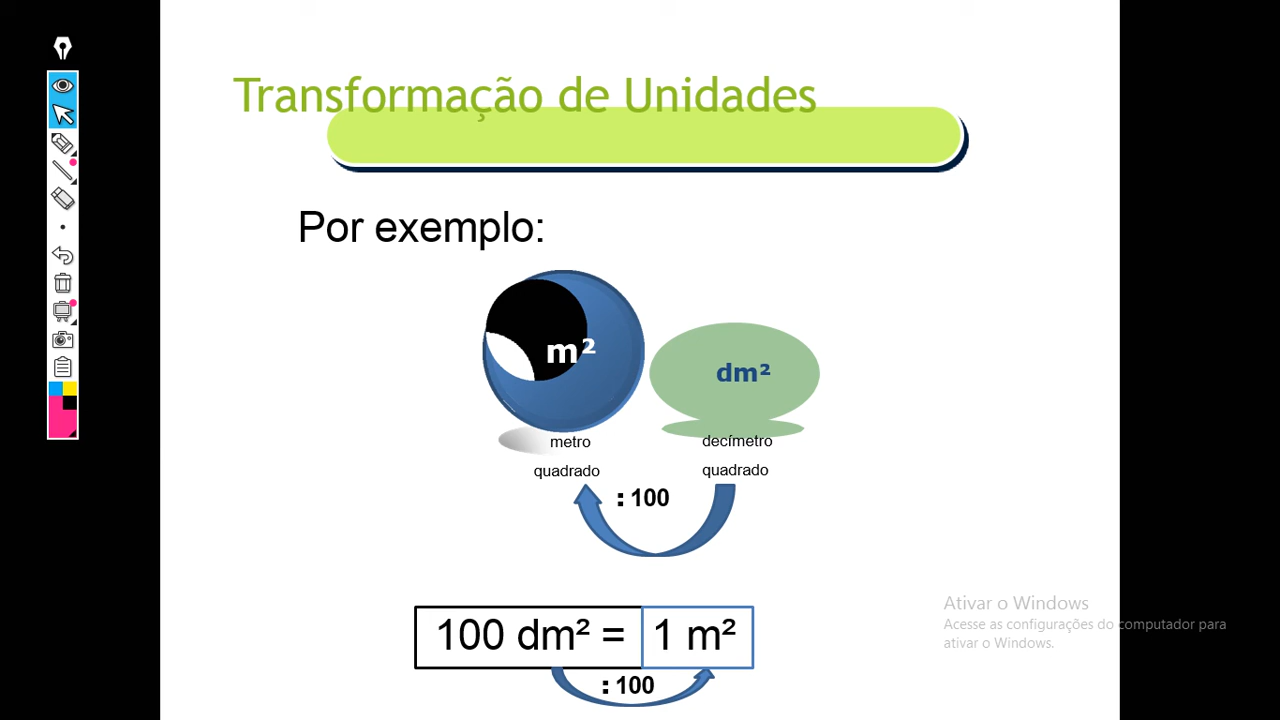 Transformação de Unidades
Por exemplo:
m²
dm²
metro
quadrado
decímetro
quadrado
: 100
100 dm² = 1 m²
: 100
Ativar o Windows
Acesse as configurações do computador para
ativar o Windows.